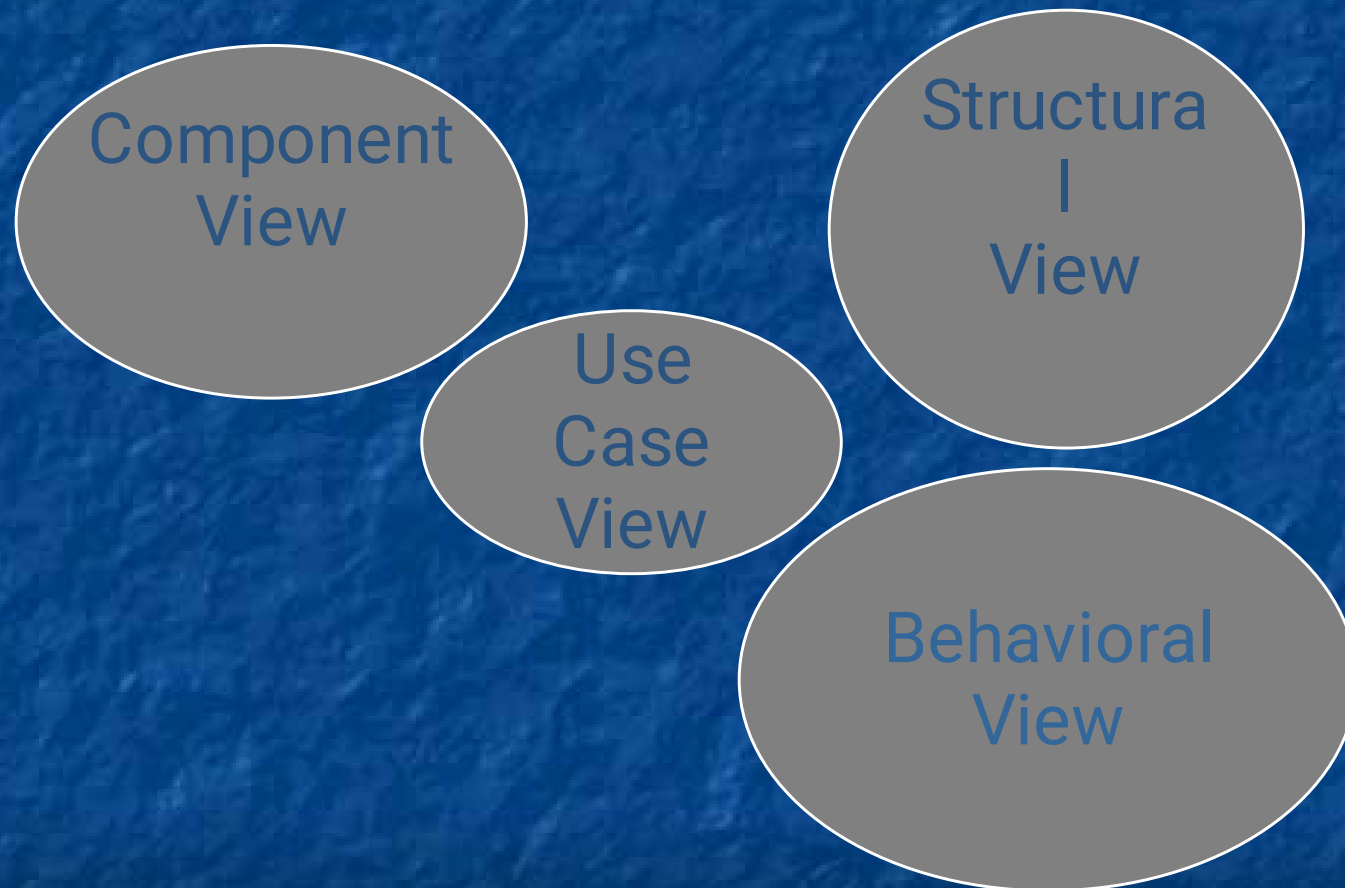 Component
View
Structura
l
View
Use
Case
View
Behavioral
View